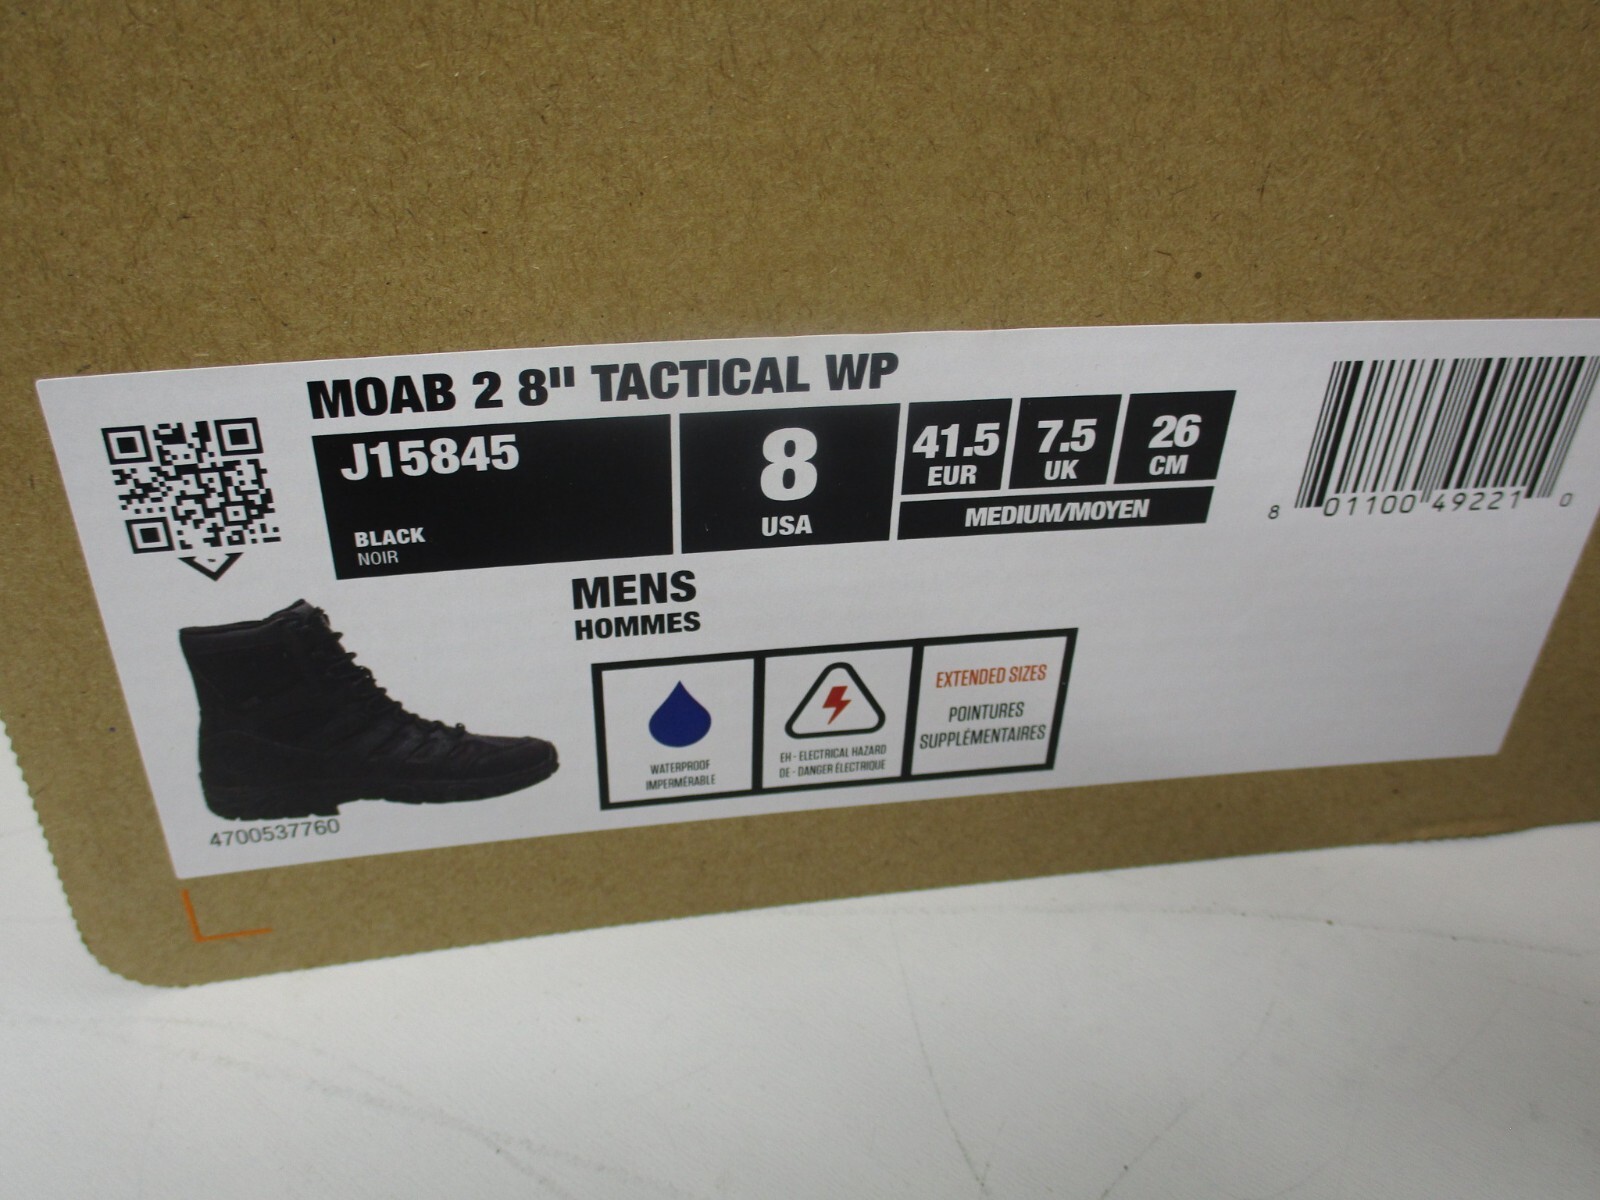 MOAB 2 8" TACTICAL WP
J15845
BLACK
NOIR
8
USA
41.5
EUR
7.5
UK
26
CM
MEDIUM/MOYEN
8 01100 49221 0
MENS
HOMMES
WATERPROOF
IMPERMÉRABLE
EH - ELECTRICAL HAZARD
DE - DANGER ÉLECTRIQUE
EXTENDED SIZES
POINTURES
SUPPLÉMENTAIRES
4700537760